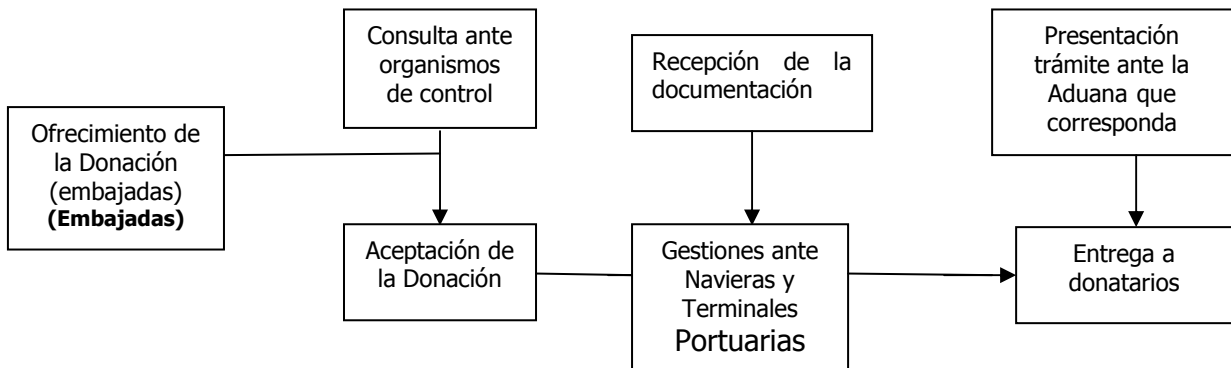 Ofrecimiento de
la Donación
(embajadas)
(Embajadas)
Consulta ante
organismos
de control
Aceptación de
la Donación
Recepción de la
documentación
Gestiones ante
Navieras y
Terminales
Portuarias
Presentación
trámite ante la
Aduana que
corresponda
Entrega a
donatarios